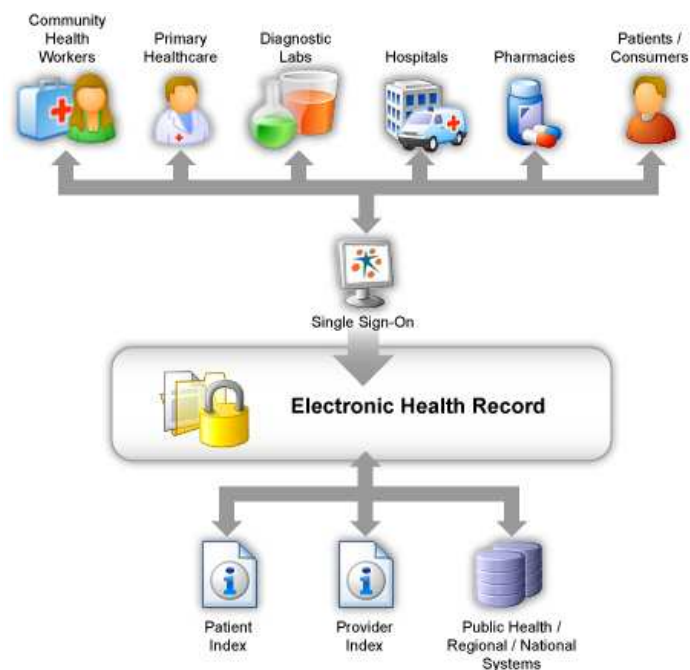 Community
Health
Workers
Primary
Healthcare
Diagnostic
Labs
Hospitals
Pharmacies
Patients /
Consumers
Single Sign-On
Electronic Health Record
Patient
Index
Provider
Index
Public Health /
Regional / National
Systems